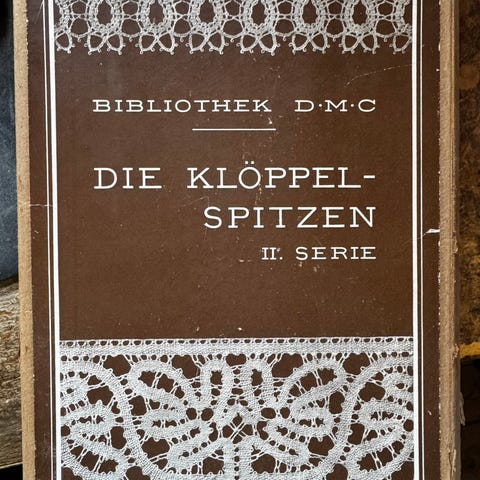 BIBLIOTHEK D·M·C
DIE KLÖPPEL-
SPITZEN
II. SERIE